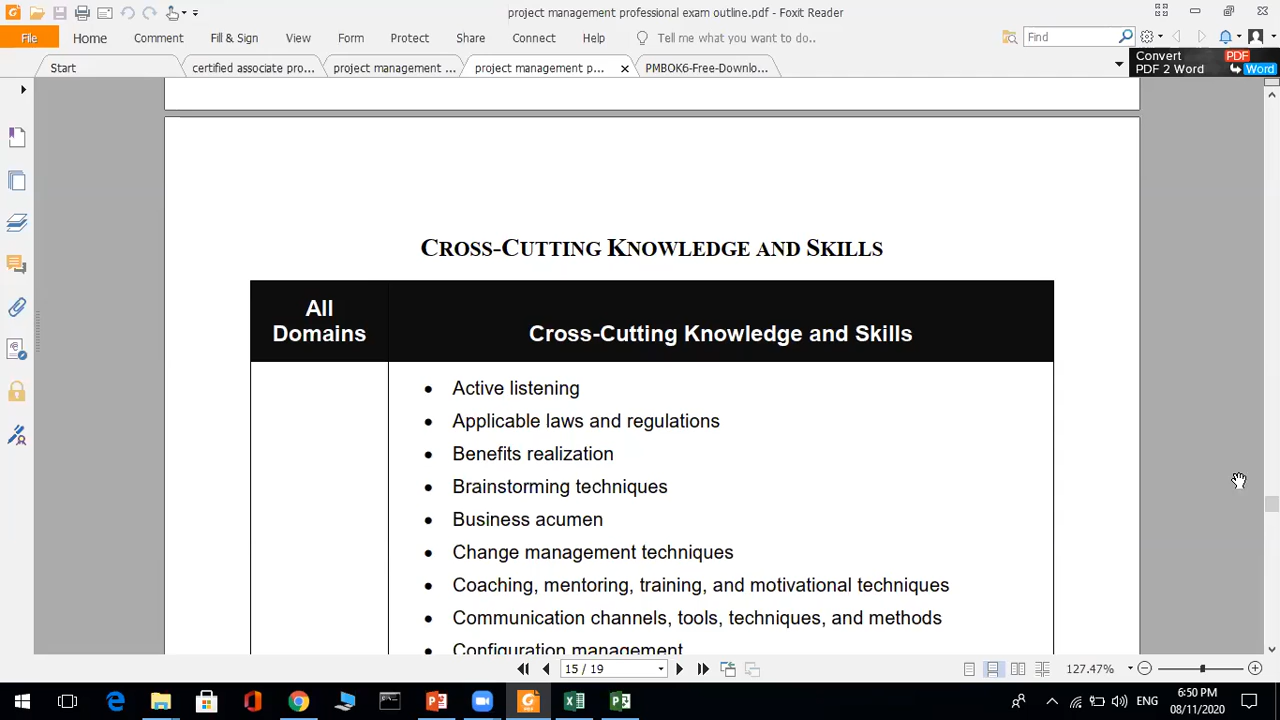 project management professional exam outline.pdf - Foxit Reader
File Home Comment Fill & Sign View Form Protect Share Connect Help Tell me what you want to do.. Find
Start certified associate pro... project management ... project management p... PMBOK6-Free-Downlo...
Convert PDF
PDF 2 Word Word
CROSS-CUTTING KNOWLEDGE AND SKILLS
All
Domains
Cross-Cutting Knowledge and Skills
• Active listening
• Applicable laws and regulations
• Benefits realization
• Brainstorming techniques
• Business acumen
• Change management techniques
• Coaching, mentoring, training, and motivational techniques
• Communication channels, tools, techniques, and methods
• Configuration management
15 / 19 127.47%
ENG 6:50 PM
08/11/2020